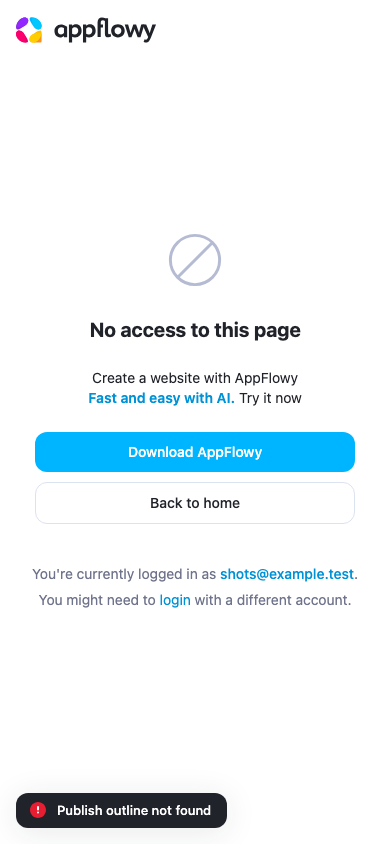 appflowy
No access to this page
Create a website with AppFlowy
Fast and easy with AI. Try it now
Download AppFlowy
Back to home
You're currently logged in as shots@example.test.
You might need to login with a different account.
Publish outline not found